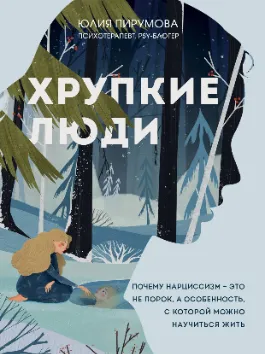 ЮЛИЯ ПИРУМОВА
ПСИХОТЕРАПЕВТ, PSY-БЛОГЕР
ХРУПКИЕ
ЛЮДИ
ПОЧЕМУ НАРЦИССИЗМ – ЭТО
НЕ ПОРОК, А ОСОБЕННОСТЬ,
С КОТОРОЙ МОЖНО
НАУЧИТЬСЯ ЖИТЬ